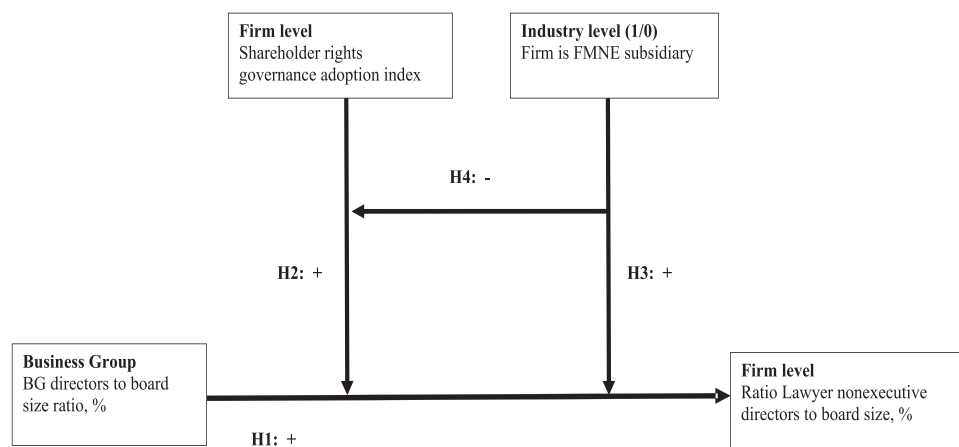 Firm level
Shareholder rights
governance adoption index
Industry level (1/0)
Firm is FMNE subsidiary
H4: -
H2: +
H3: +
Business Group
BG directors to board
size ratio, %
Firm level
Ratio Lawyer nonexecutive
directors to board size, %
H1: +